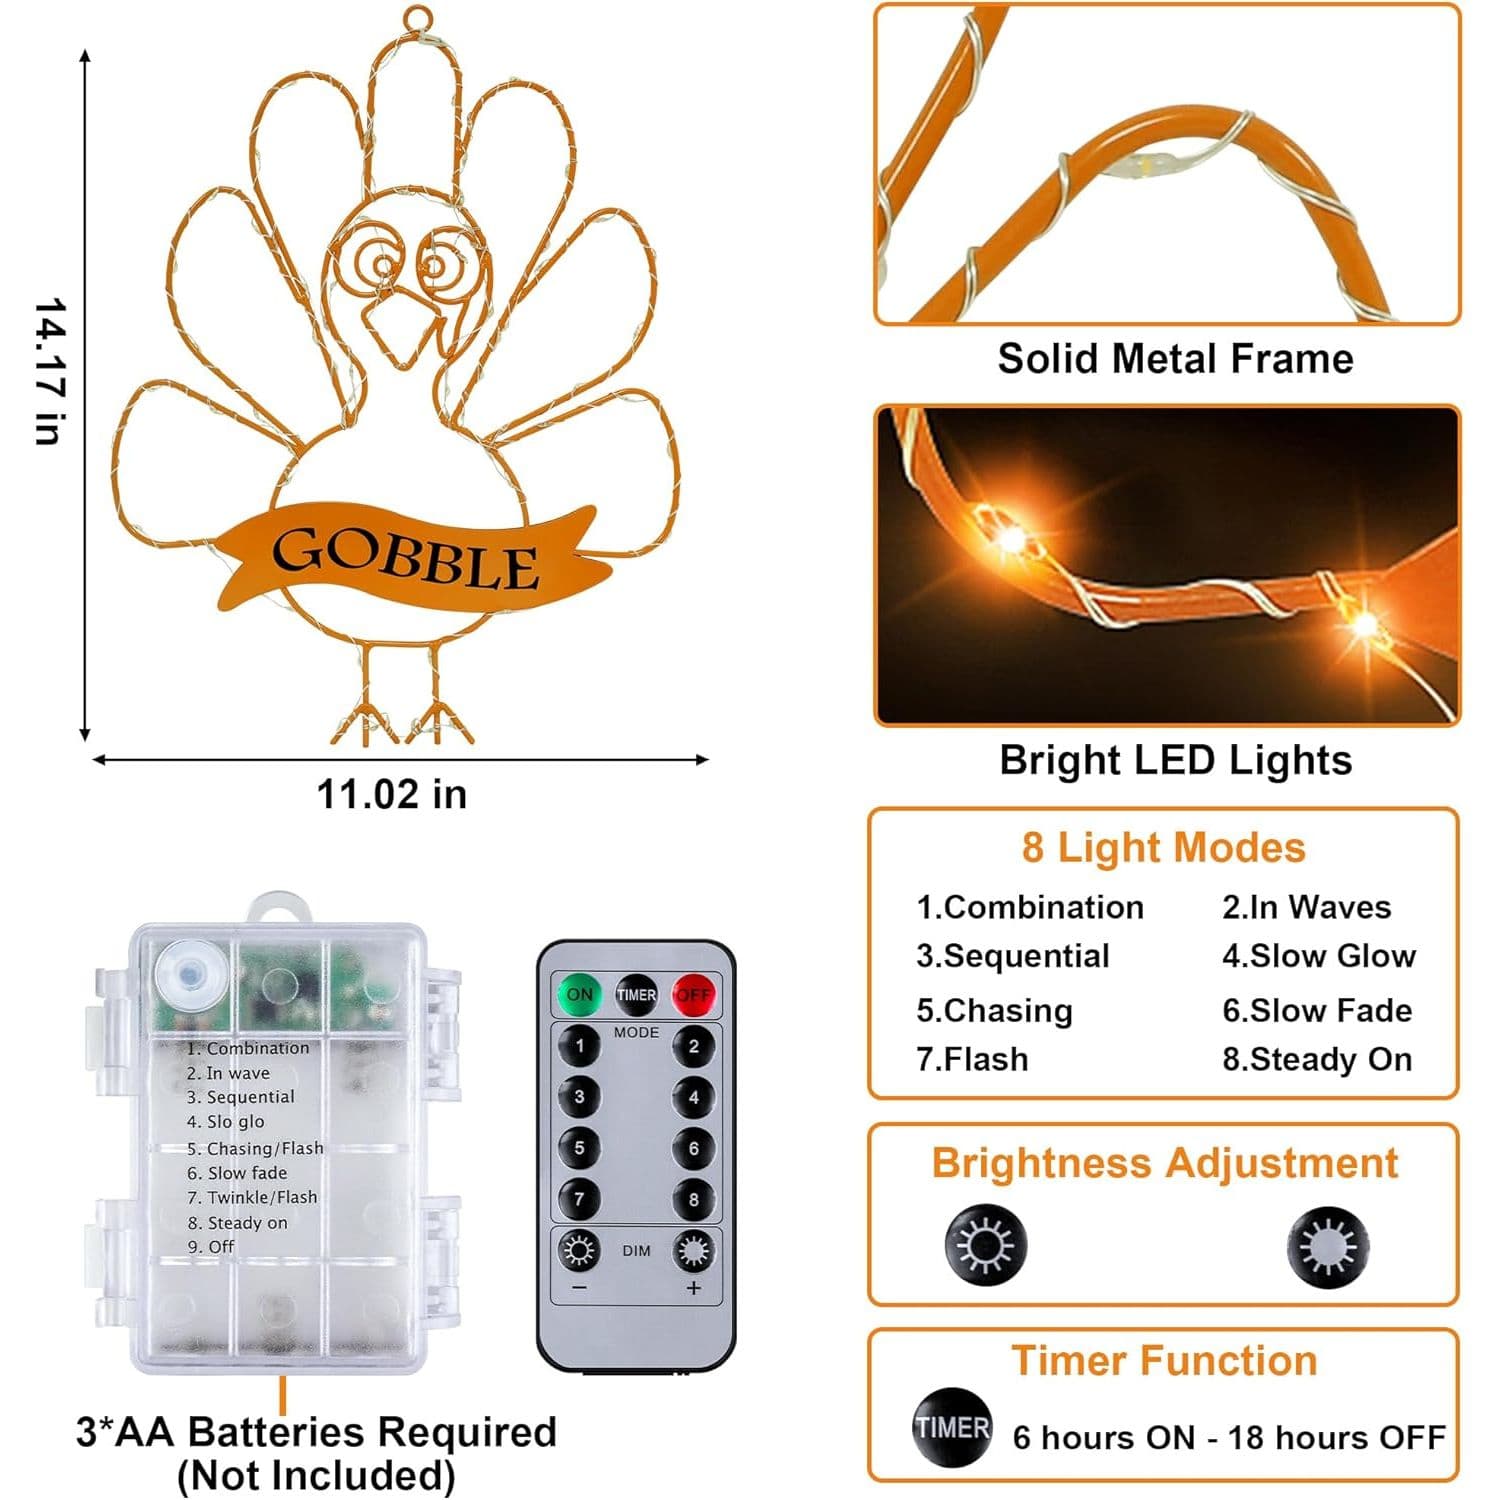 14.17 in
GOBBLE
11.02 in
Solid Metal Frame
Bright LED Lights
8 Light Modes
1.Combination 2.In Waves
3.Sequential 4.Slow Glow
5.Chasing 6.Slow Fade
7.Flash 8.Steady On
Brightness Adjustment
Timer Function
TIMER 6 hours ON - 18 hours OFF
1. Combination
2. In wave
3. Sequential
4. Slo glo
5. Chasing/Flash
6. Slow fade
7. Twinkle/Flash
8. Steady on
9. Off
3*AA Batteries Required
(Not Included)
ON TIMER OFF
MODE
1 2
3 4
5 6
7 8
DIM
− +